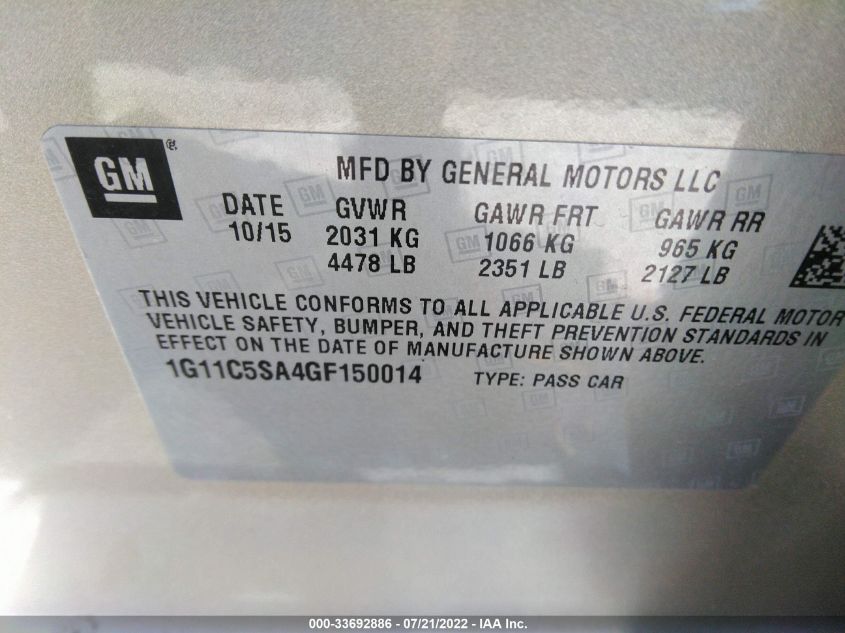 GM®
MFD BY GENERAL MOTORS LLC
DATE GVWR GAWR FRT GAWR RR
10/15 2031 KG 1066 KG 965 KG
4478 LB 2351 LB 2127 LB
THIS VEHICLE CONFORMS TO ALL APPLICABLE U.S. FEDERAL MOTOR
VEHICLE SAFETY, BUMPER, AND THEFT PREVENTION STANDARDS IN
EFFECT ON THE DATE OF MANUFACTURE SHOWN ABOVE.
1G11C5SA4GF150014 TYPE: PASS CAR
000-33692886 / 07/21/2022 - IAA Inc.